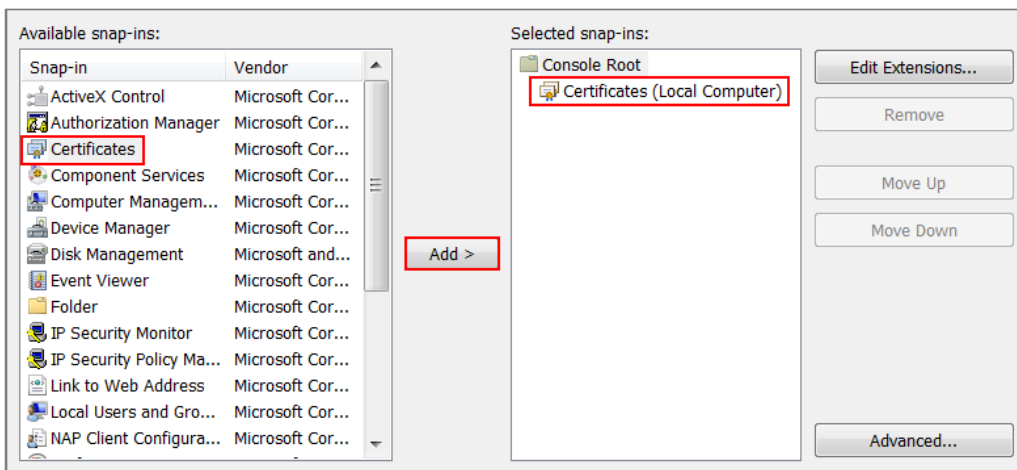 Available snap-ins:
Snap-in Vendor
ActiveX Control Microsoft Cor...
Authorization Manager Microsoft Cor...
Certificates Microsoft Cor...
Component Services Microsoft Cor...
Computer Managem... Microsoft Cor...
Device Manager Microsoft Cor...
Disk Management Microsoft and...
Event Viewer Microsoft Cor...
Folder Microsoft Cor...
IP Security Monitor Microsoft Cor...
IP Security Policy Ma... Microsoft Cor...
Link to Web Address Microsoft Cor...
Local Users and Gro... Microsoft Cor...
NAP Client Configura... Microsoft Cor...
Add >
Selected snap-ins:
Console Root
Certificates (Local Computer)
Edit Extensions...
Remove
Move Up
Move Down
Advanced...